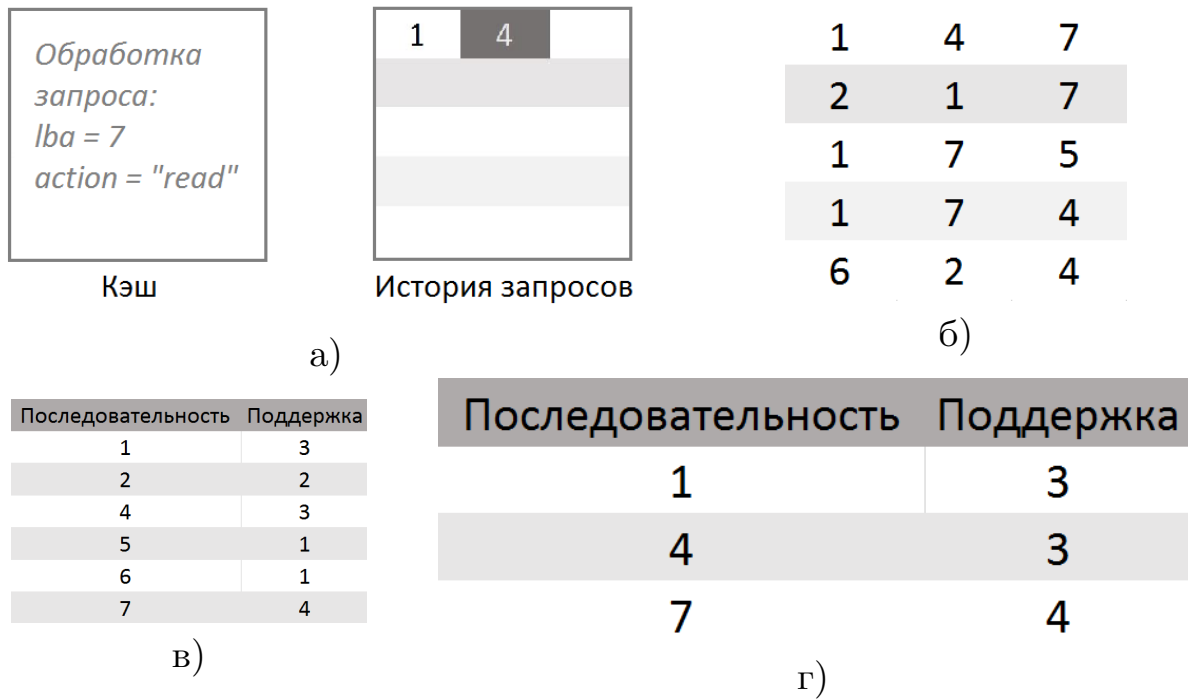 Обработка
запроса:
lba = 7
action = "read"
Кэш
1 4
История запросов
а)
1 4 7
2 1 7
1 7 5
1 7 4
6 2 4
б)
Последовательность Поддержка
1 3
2 2
4 3
5 1
6 1
7 4
в)
Последовательность Поддержка
1 3
4 3
7 4
г)